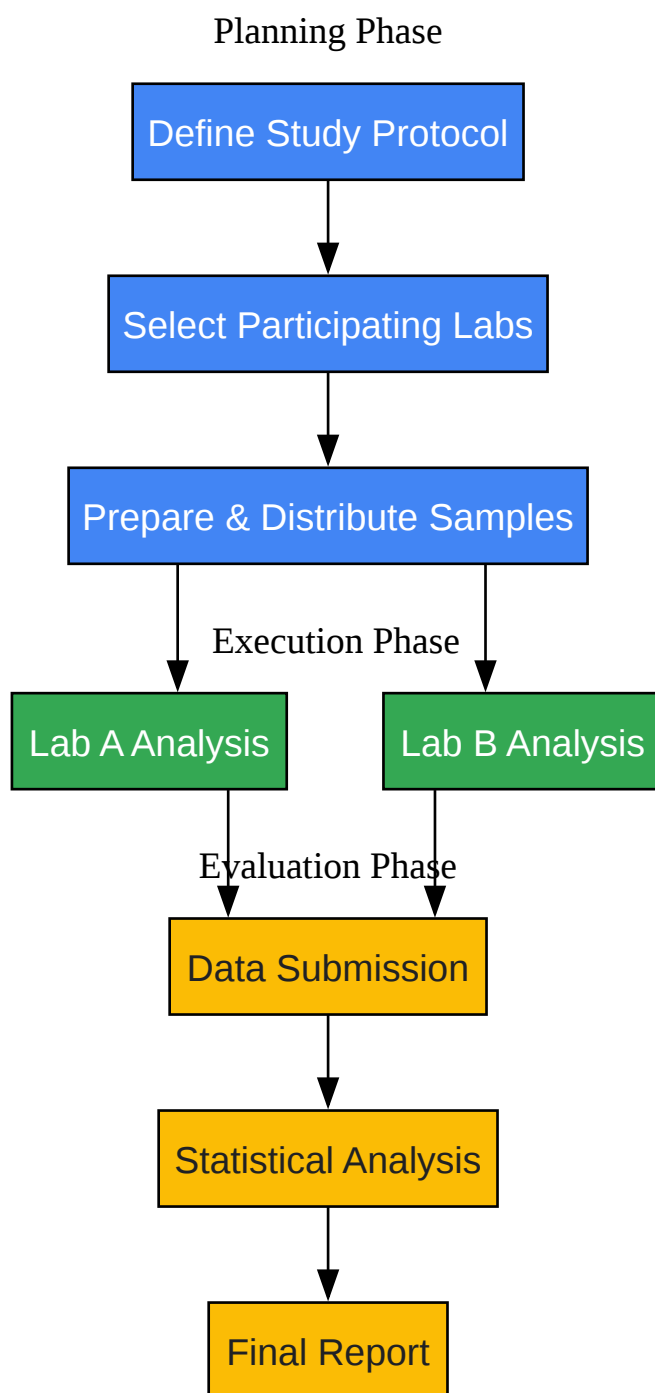 Planning Phase
Define Study Protocol
Select Participating Labs
Prepare & Distribute Samples
Execution Phase
Lab A Analysis
Lab B Analysis
Evaluation Phase
Data Submission
Statistical Analysis
Final Report